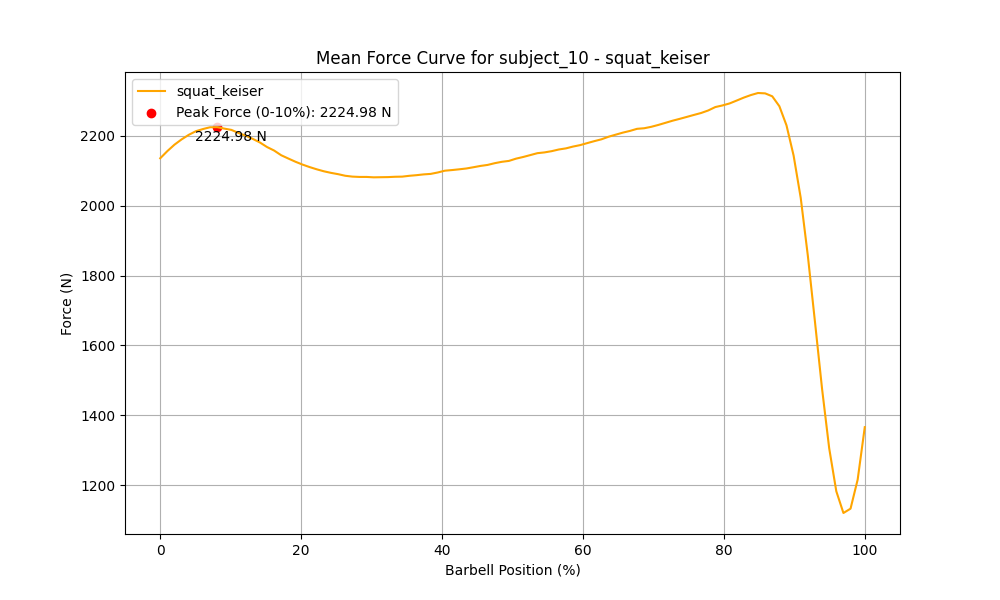 Mean Force Curve for subject_10 - squat_keiser
squat_keiser
Peak Force (0-10%): 2224.98 N
2224.98 N
Force (N)
2200
2000
1800
1600
1400
1200
0 20 40 60 80 100
Barbell Position (%)